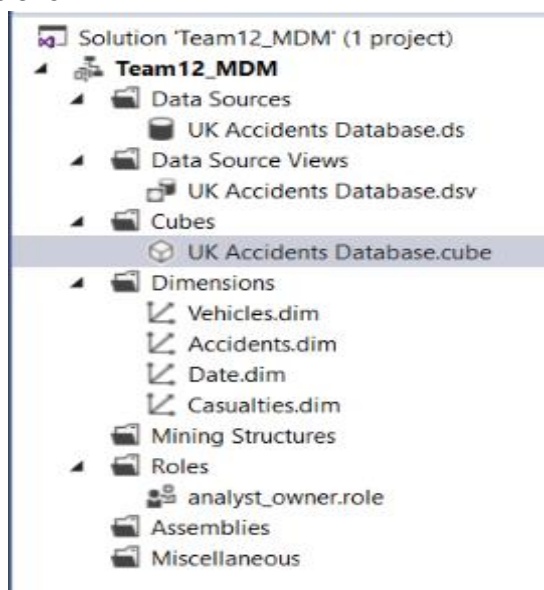 Solution 'Team12_MDM' (1 project)
Team12_MDM
Data Sources
UK Accidents Database.ds
Data Source Views
UK Accidents Database.dsv
Cubes
UK Accidents Database.cube
Dimensions
Vehicles.dim
Accidents.dim
Date.dim
Casualties.dim
Mining Structures
Roles
analyst_owner.role
Assemblies
Miscellaneous